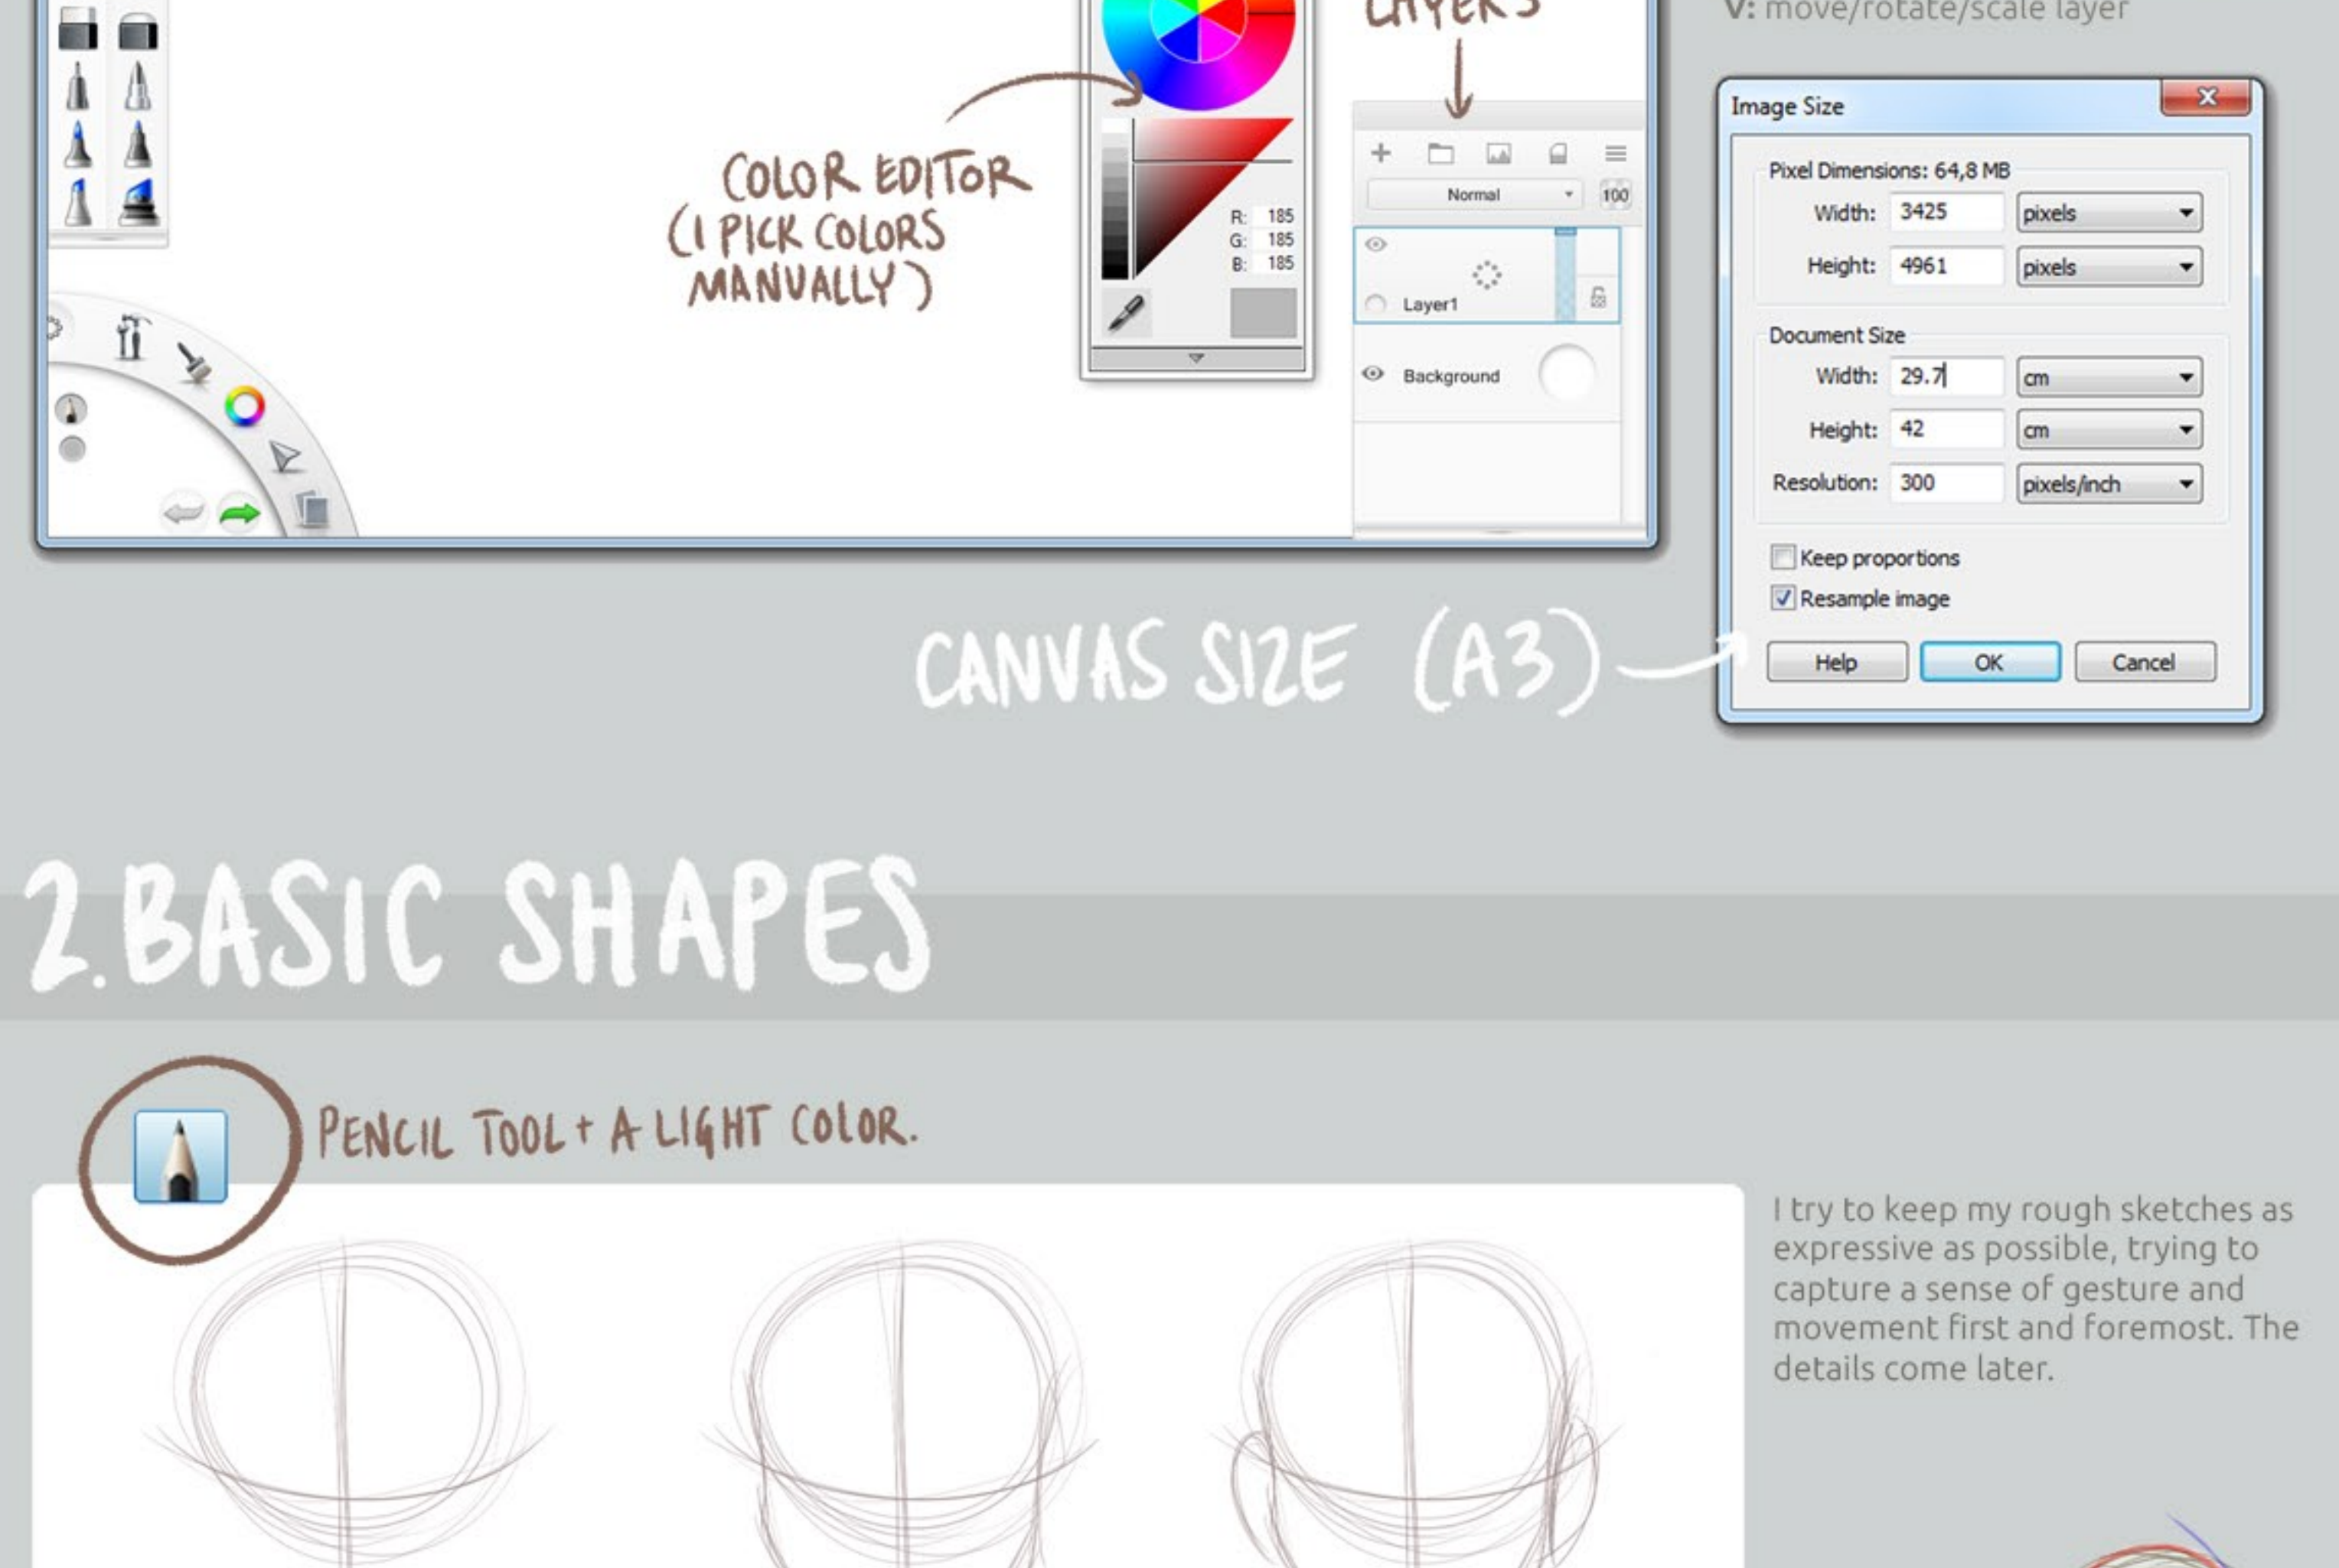 LAYERS
V: move/rotate/scale layer
COLOR EDITOR
(I PICK COLORS
MANUALLY)
R: 185
G: 185
B: 185
Normal
100
Layer1
Background
Image Size
Pixel Dimensions: 64,8 MB
Width: 3425 pixels
Height: 4961 pixels
Document Size
Width: 29.7 cm
Height: 42 cm
Resolution: 300 pixels/inch
Keep proportions
Resample image
Help OK Cancel
CANVAS SIZE (A3)
2. BASIC SHAPES
PENCIL TOOL + A LIGHT COLOR.
I try to keep my rough sketches as
expressive as possible, trying to
capture a sense of gesture and
movement first and foremost. The
details come later.